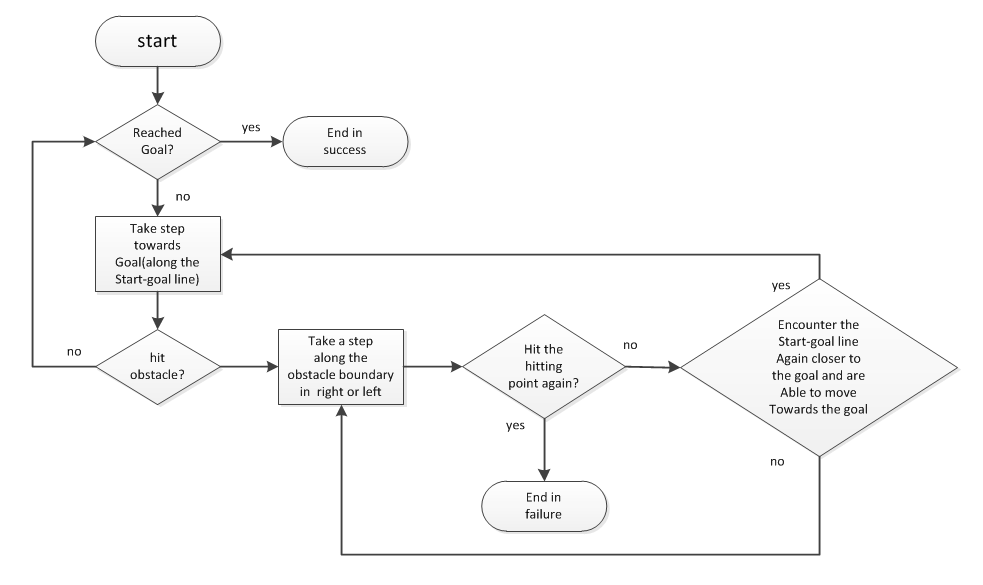 start
Reached
Goal?
yes
End in
success
no
Take step
towards
Goal(along the
Start-goal line)
hit
obstacle?
no
Take a step
along the
obstacle boundary
in right or left
Hit the
hitting
point again?
no
yes
End in
failure
yes
Encounter the
Start-goal line
Again closer to
the goal and are
Able to move
Towards the goal
no